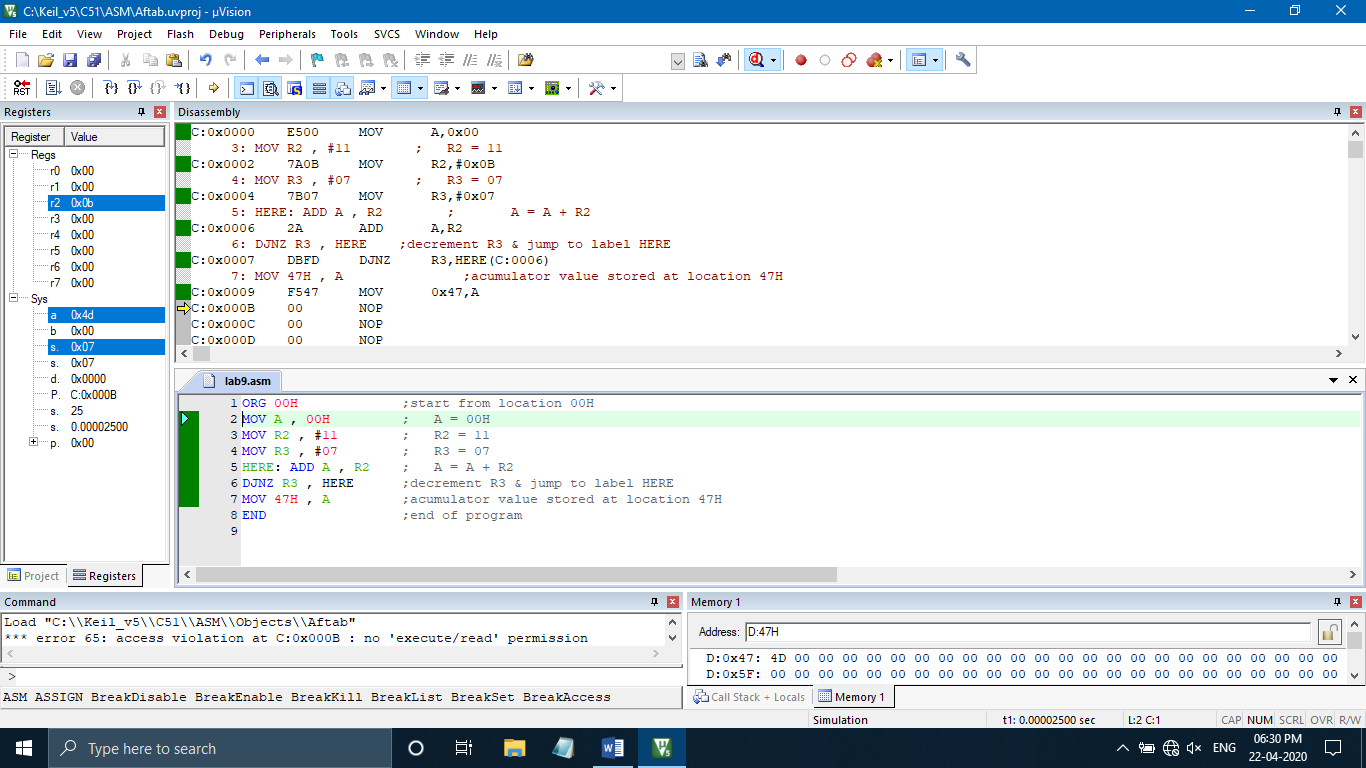 C:\Keil_v5\C51\ASM\Aftab.uvproj - µVision
File Edit View Project Flash Debug Peripherals Tools SVCS Window Help
RST
Registers
Register Value
Regs
r0 0x00
r1 0x00
r2 0x0b
r3 0x00
r4 0x00
r5 0x00
r6 0x00
r7 0x00
Sys
a 0x4d
b 0x00
s. 0x07
s. 0x07
d. 0x0000
P. C:0x000B
s. 25
s. 0.00002500
p. 0x00
Project Registers
Disassembly
C:0x0000 E500 MOV A,0x00
3: MOV R2 , #11 ; R2 = 11
C:0x0002 7A0B MOV R2,#0x0B
4: MOV R3 , #07 ; R3 = 07
C:0x0004 7B07 MOV R3,#0x07
5: HERE: ADD A , R2 ; A = A + R2
C:0x0006 2A ADD A,R2
6: DJNZ R3 , HERE ;decrement R3 & jump to label HERE
C:0x0007 DBFD DJNZ R3,HERE(C:0006)
7: MOV 47H , A ;acumulator value stored at location 47H
C:0x0009 F547 MOV 0x47,A
C:0x000B 00 NOP
C:0x000C 00 NOP
C:0x000D 00 NOP
lab9.asm
1 ORG 00H ;start from location 00H
2 MOV A , 00H ; A = 00H
3 MOV R2 , #11 ; R2 = 11
4 MOV R3 , #07 ; R3 = 07
5 HERE: ADD A , R2 ; A = A + R2
6 DJNZ R3 , HERE ;decrement R3 & jump to label HERE
7 MOV 47H , A ;acumulator value stored at location 47H
8 END ;end of program
9
Command
Load "C:\\Keil_v5\\C51\\ASM\\Objects\\Aftab"
*** error 65: access violation at C:0x000B : no 'execute/read' permission
>
ASM ASSIGN BreakDisable BreakEnable BreakKill BreakList BreakSet BreakAccess
Memory 1
Address: D:47H
D:0x47: 4D 00 00 00 00 00 00 00 00 00 00 00 00 00 00 00 00 00 00 00 00 00 00 00
D:0x5F: 00 00 00 00 00 00 00 00 00 00 00 00 00 00 00 00 00 00 00 00 00 00 00 00
Call Stack + Locals Memory 1
Simulation t1: 0.00002500 sec L:2 C:1 CAP NUM SCRL OVR R/W
Type here to search
ENG
06:30 PM
22-04-2020